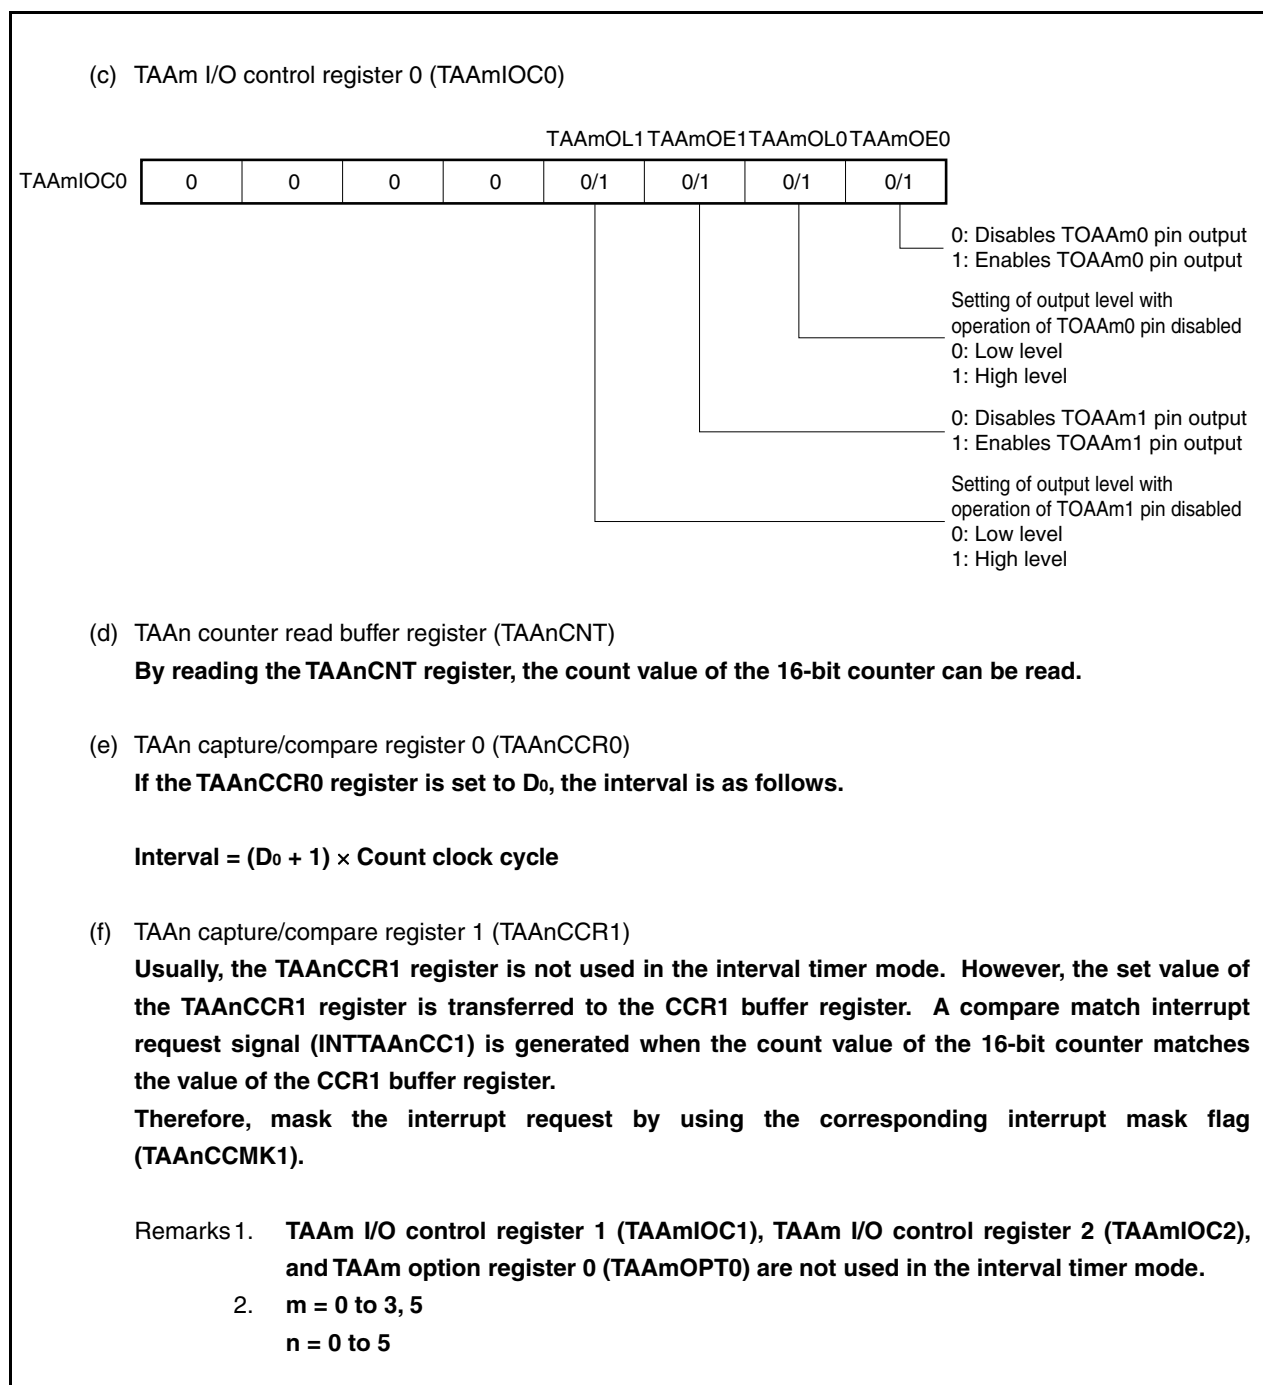 (c) TAAm I/O control register 0 (TAAmIOC0)
TAAmOL1 TAAmOE1 TAAmOL0 TAAmOE0
TAAmIOC0 0 0 0 0 0/1 0/1 0/1 0/1
0: Disables TOAAm0 pin output
1: Enables TOAAm0 pin output
Setting of output level with
operation of TOAAm0 pin disabled
0: Low level
1: High level
0: Disables TOAAm1 pin output
1: Enables TOAAm1 pin output
Setting of output level with
operation of TOAAm1 pin disabled
0: Low level
1: High level
(d) TAAn counter read buffer register (TAAnCNT)
By reading the TAAnCNT register, the count value of the 16-bit counter can be read.
(e) TAAn capture/compare register 0 (TAAnCCR0)
If the TAAnCCR0 register is set to D0, the interval is as follows.
Interval = (D0 + 1) × Count clock cycle
(f) TAAn capture/compare register 1 (TAAnCCR1)
Usually, the TAAnCCR1 register is not used in the interval timer mode. However, the set value of
the TAAnCCR1 register is transferred to the CCR1 buffer register. A compare match interrupt
request signal (INTTAAnCC1) is generated when the count value of the 16-bit counter matches
the value of the CCR1 buffer register.
Therefore, mask the interrupt request by using the corresponding interrupt mask flag
(TAAnCCMK1).
Remarks 1. TAAm I/O control register 1 (TAAmIOC1), TAAm I/O control register 2 (TAAmIOC2),
and TAAm option register 0 (TAAmOPT0) are not used in the interval timer mode.
2. m = 0 to 3, 5
n = 0 to 5